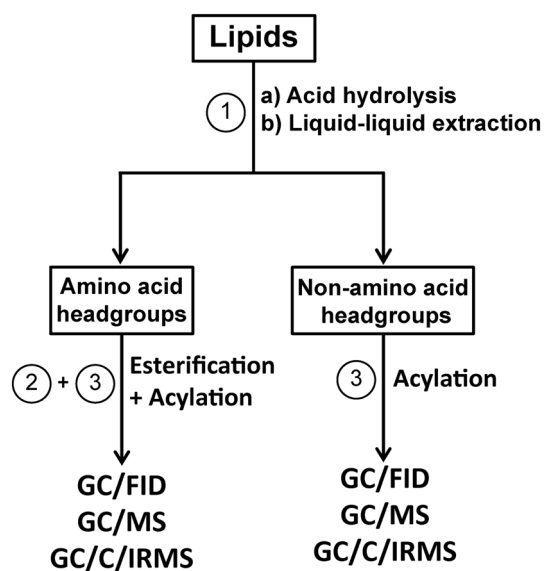 Lipids
1
a) Acid hydrolysis
b) Liquid-liquid extraction
Amino acid
headgroups
Non-amino acid
headgroups
2 + 3
Esterification
+ Acylation
3
Acylation
GC/FID
GC/MS
GC/C/IRMS
GC/FID
GC/MS
GC/C/IRMS